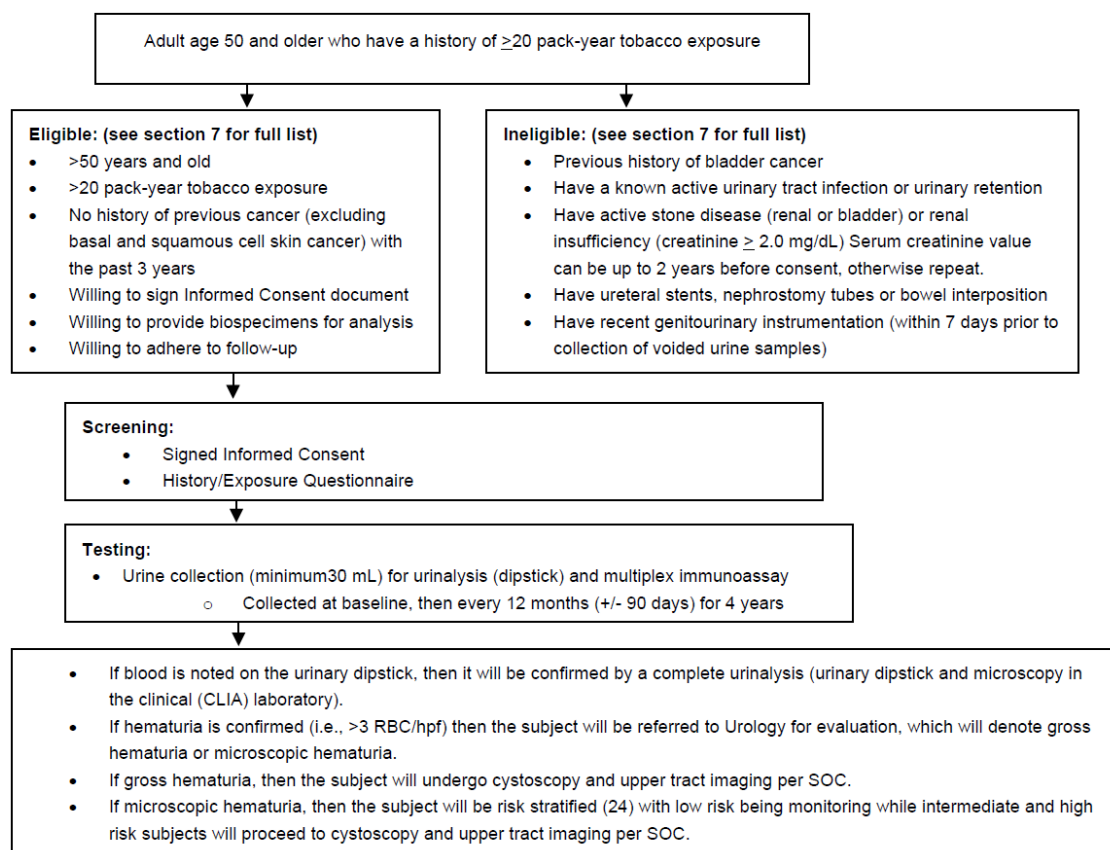 Adult age 50 and older who have a history of >20 pack-year tobacco exposure
Eligible: (see section 7 for full list)
• >50 years and old
• >20 pack-year tobacco exposure
• No history of previous cancer (excluding
basal and squamous cell skin cancer) with
the past 3 years
• Willing to sign Informed Consent document
• Willing to provide biospecimens for analysis
• Willing to adhere to follow-up
Ineligible: (see section 7 for full list)
• Previous history of bladder cancer
• Have a known active urinary tract infection or urinary retention
• Have active stone disease (renal or bladder) or renal
insufficiency (creatinine > 2.0 mg/dL) Serum creatinine value
can be up to 2 years before consent, otherwise repeat.
• Have ureteral stents, nephrostomy tubes or bowel interposition
• Have recent genitourinary instrumentation (within 7 days prior to
collection of voided urine samples)
Screening:
• Signed Informed Consent
• History/Exposure Questionnaire
Testing:
• Urine collection (minimum30 mL) for urinalysis (dipstick) and multiplex immunoassay
o Collected at baseline, then every 12 months (+/- 90 days) for 4 years
• If blood is noted on the urinary dipstick, then it will be confirmed by a complete urinalysis (urinary dipstick and microscopy in
the clinical (CLIA) laboratory).
• If hematuria is confirmed (i.e., >3 RBC/hpf) then the subject will be referred to Urology for evaluation, which will denote gross
hematuria or microscopic hematuria.
• If gross hematuria, then the subject will undergo cystoscopy and upper tract imaging per SOC.
• If microscopic hematuria, then the subject will be risk stratified (24) with low risk being monitoring while intermediate and high
risk subjects will proceed to cystoscopy and upper tract imaging per SOC.